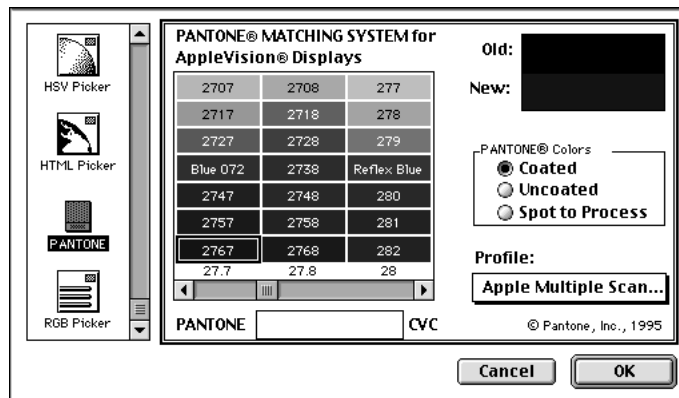 HSV Picker
HTML Picker
PANTONE
RGB Picker
PANTONE® MATCHING SYSTEM for
AppleVision® Displays
2707 2708 277
2717 2718 278
2727 2728 279
Blue 072 2738 Reflex Blue
2747 2748 280
2757 2758 281
2767 2768 282
27.7 27.8 28
PANTONE CVC
Old:
New:
PANTONE® Colors
Coated
Uncoated
Spot to Process
Profile:
Apple Multiple Scan...
© Pantone, Inc., 1995
Cancel OK